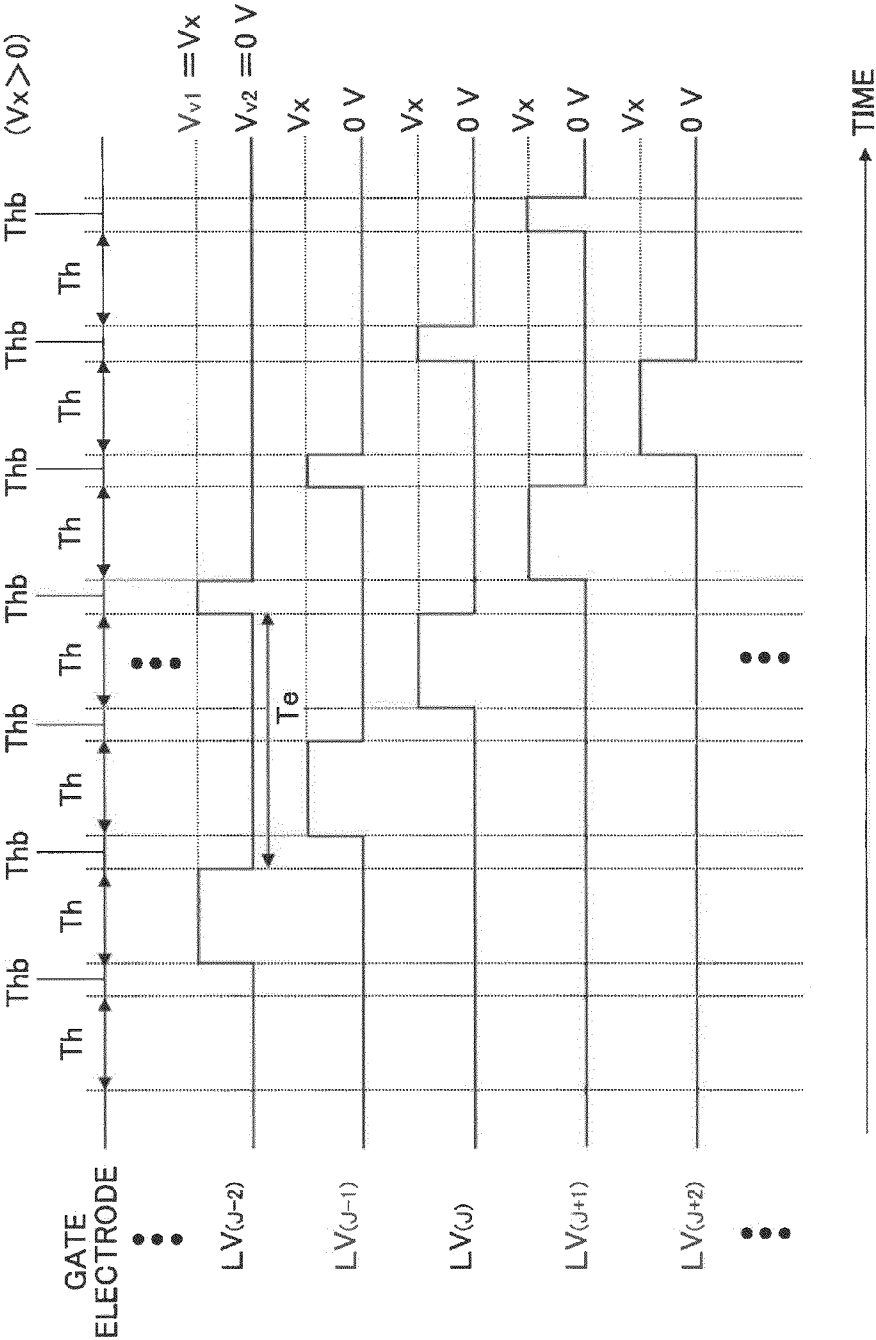 Thb Thb Thb Thb Thb Thb Thb (Vx>0)
Th Th Th Th Th Th Th
GATE
ELECTRODE
Vv1 =Vx
LV(J-2) Vv2 =0 V
Te
Vx
LV(J-1) 0 V
Vx
LV(J) 0 V
Vx
LV(J+1) 0 V
Vx
LV(J+2) 0 V
TIME